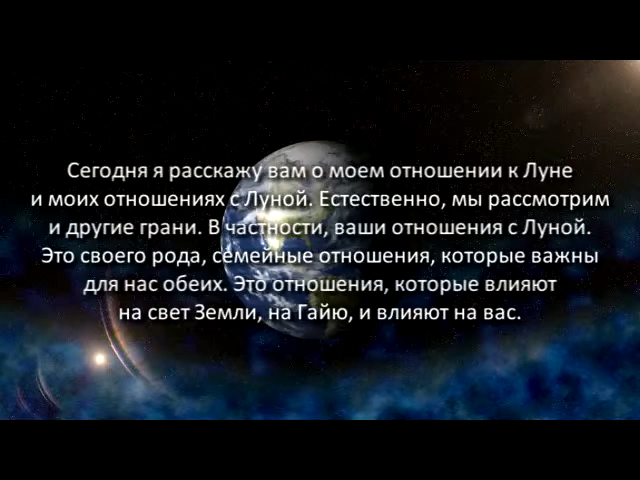 Сегодня я расскажу вам о моем отношении к Луне
и моих отношениях с Луной. Естественно, мы рассмотрим
и другие грани. В частности, ваши отношения с Луной.
Это своего рода, семейные отношения, которые важны
для нас обеих. Это отношения, которые влияют
на свет Земли, на Гайю, и влияют на вас.